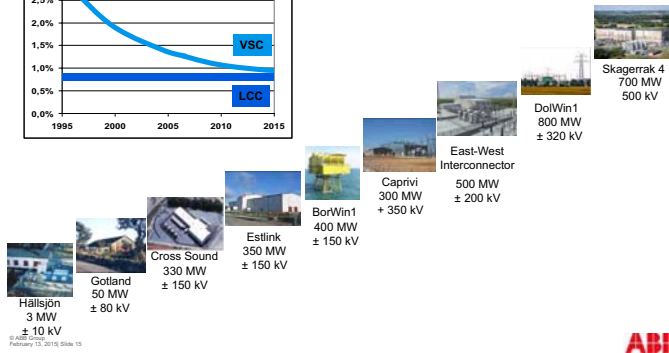 2,5%
2,0%
1,5%
1,0%
0,5%
0,0%
VSC
LCC
1995 2000 2005 2010 2015
Skagerrak 4
700 MW
500 kV
DolWin1
800 MW
± 320 kV
East-West
Interconnector
500 MW
± 200 kV
Caprivi
300 MW
+ 350 kV
BorWin1
400 MW
± 150 kV
Estlink
350 MW
± 150 kV
Cross Sound
330 MW
± 150 kV
Gotland
50 MW
± 80 kV
Hällsjön
3 MW
± 10 kV
© ABB Group
February 13, 2015| Slide 15